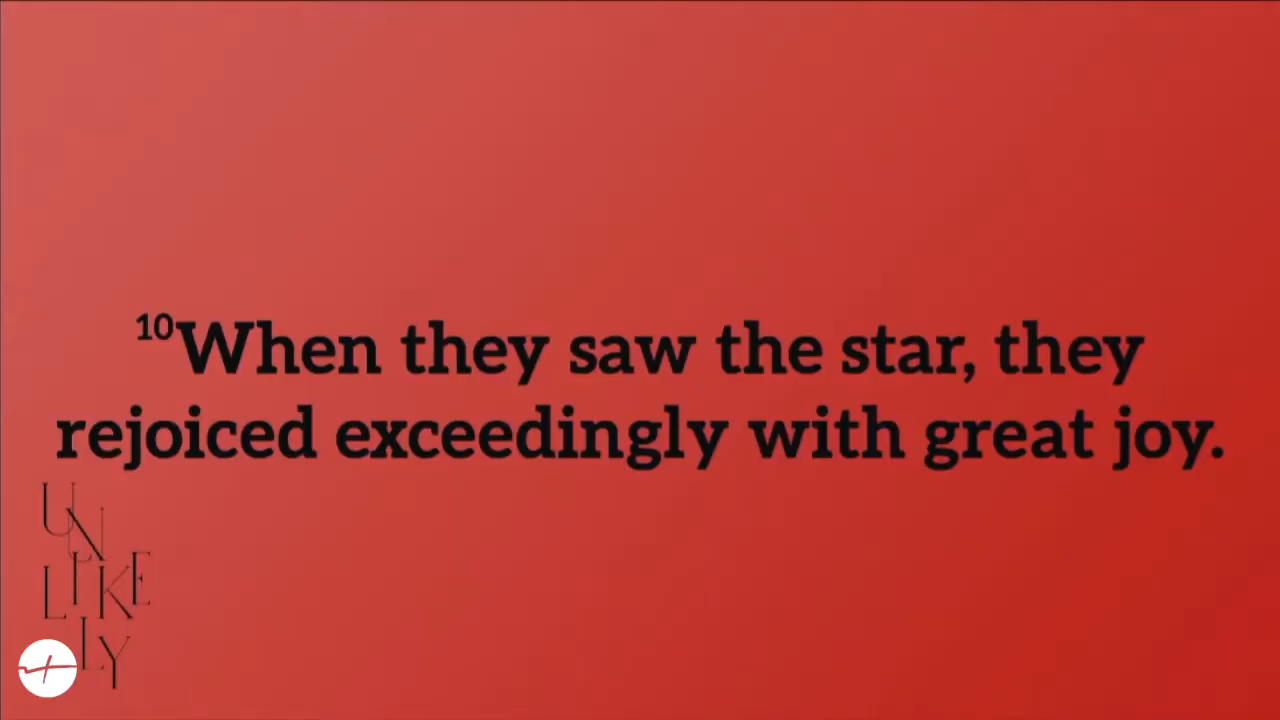 ¹⁰When they saw the star, they
rejoiced exceedingly with great joy.
UN
LIKE
LY